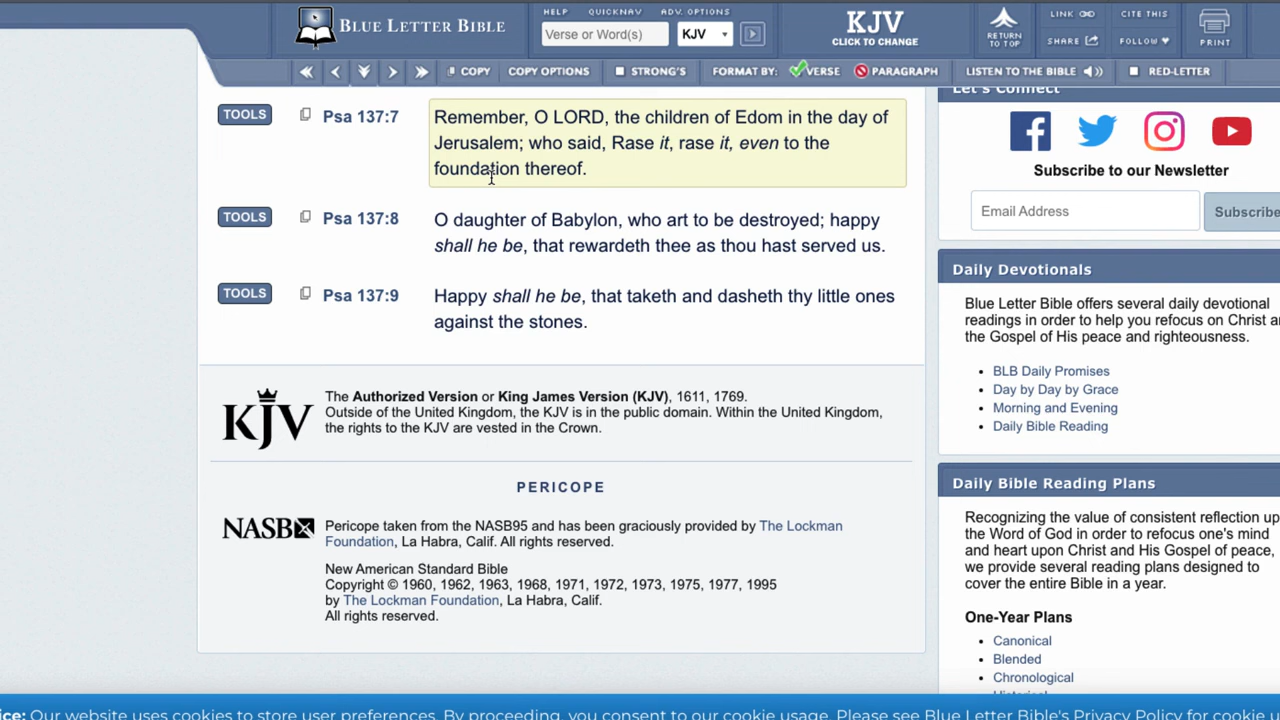 BLUE LETTER BIBLE
HELP QUICKNAV ADV. OPTIONS
Verse or Word(s)
KJV
KJV
CLICK TO CHANGE
RETURN
TO TOP
LINK
CITE THIS
SHARE
FOLLOW
PRINT
COPY COPY OPTIONS STRONG'S FORMAT BY: VERSE PARAGRAPH LISTEN TO THE BIBLE RED-LETTER
TOOLS Psa 137:7
Remember, O LORD, the children of Edom in the day of
Jerusalem; who said, Rase it, rase it, even to the
foundation thereof.
TOOLS Psa 137:8
O daughter of Babylon, who art to be destroyed; happy
shall he be, that rewardeth thee as thou hast served us.
TOOLS Psa 137:9
Happy shall he be, that taketh and dasheth thy little ones
against the stones.
KJV
The Authorized Version or King James Version (KJV), 1611, 1769.
Outside of the United Kingdom, the KJV is in the public domain. Within the United Kingdom,
the rights to the KJV are vested in the Crown.
PERICOPE
NASB
Pericope taken from the NASB95 and has been graciously provided by The Lockman
Foundation, La Habra, Calif. All rights reserved.
New American Standard Bible
Copyright © 1960, 1962, 1963, 1968, 1971, 1972, 1973, 1975, 1977, 1995
by The Lockman Foundation, La Habra, Calif.
All rights reserved.
Let's Connect
Subscribe to our Newsletter
Email Address
Subscribe
Daily Devotionals
Blue Letter Bible offers several daily devotional
readings in order to help you refocus on Christ
the Gospel of His peace and righteousness.
BLB Daily Promises
Day by Day by Grace
Morning and Evening
Daily Bible Reading
Daily Bible Reading Plans
Recognizing the value of consistent reflection
the Word of God in order to refocus one's mind
and heart upon Christ and His Gospel of peace,
we provide several reading plans designed to
cover the entire Bible in a year.
One-Year Plans
Canonical
Blended
Chronological
ice: Our website uses cookies to store user preferences. By proceeding, you consent to our cookie usage. Please see Blue Letter Bible's Privacy Policy for cookie